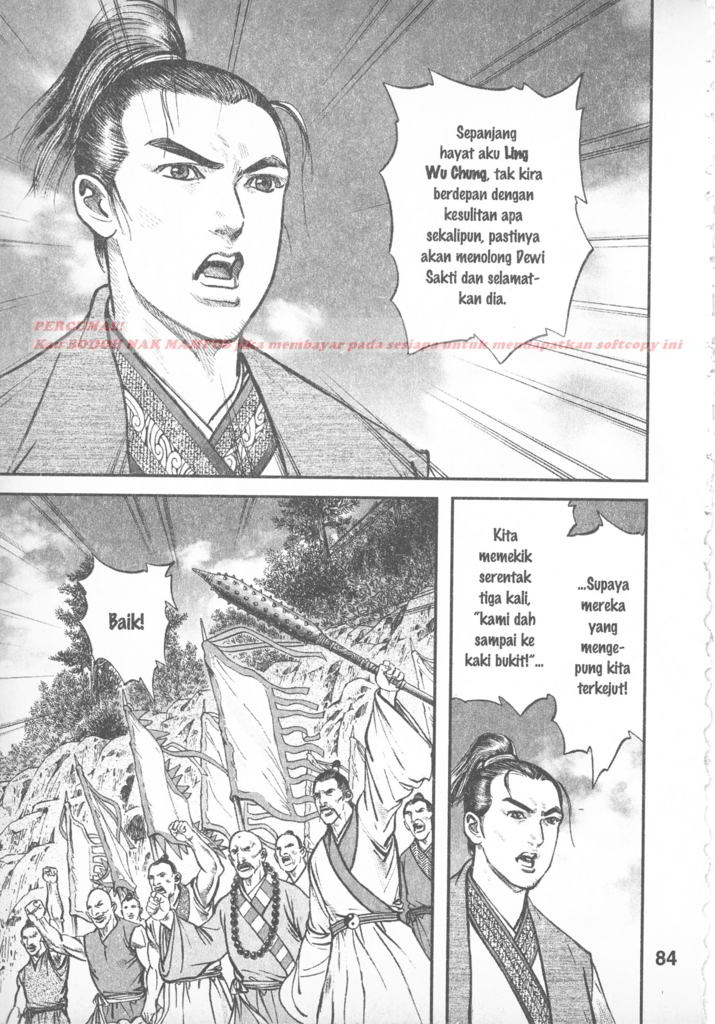 Sepanjang
hayat aku Ling
Wu Chung, tak kira
berdepan dengan
kesulitan apa
sekalipun, pastinya
akan menolong Dewi
Sakti dan selamat-
kan dia.
PERCUMA!!
Kau BODOH NAK MAMPUS jika membayar pada sesiapa untuk mendapatkan softcopy ini
Kita
memekik
serentak
tiga kali,
"kami dah
sampai ke
kaki bukit!"...
...Supaya
mereka
yang
menge-
pung kita
terkejut!
Baik!
84